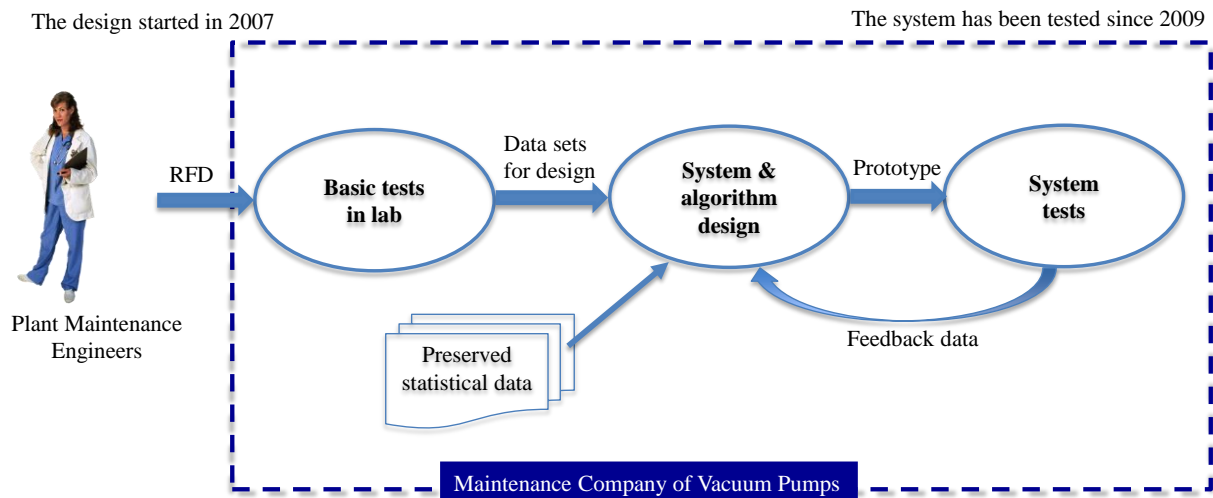 The design started in 2007
The system has been tested since 2009
RFD
Basic tests
in lab
Data sets
for design
System &
algorithm
design
Prototype
System
tests
Plant Maintenance
Engineers
Preserved
statistical data
Feedback data
Maintenance Company of Vacuum Pumps